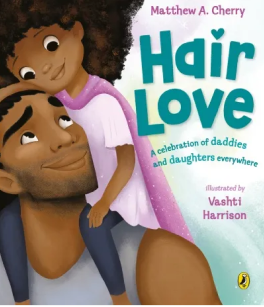 Matthew A. Cherry
Hair
Love
A celebration of daddies
and daughters everywhere
illustrated by
Vashti
Harrison